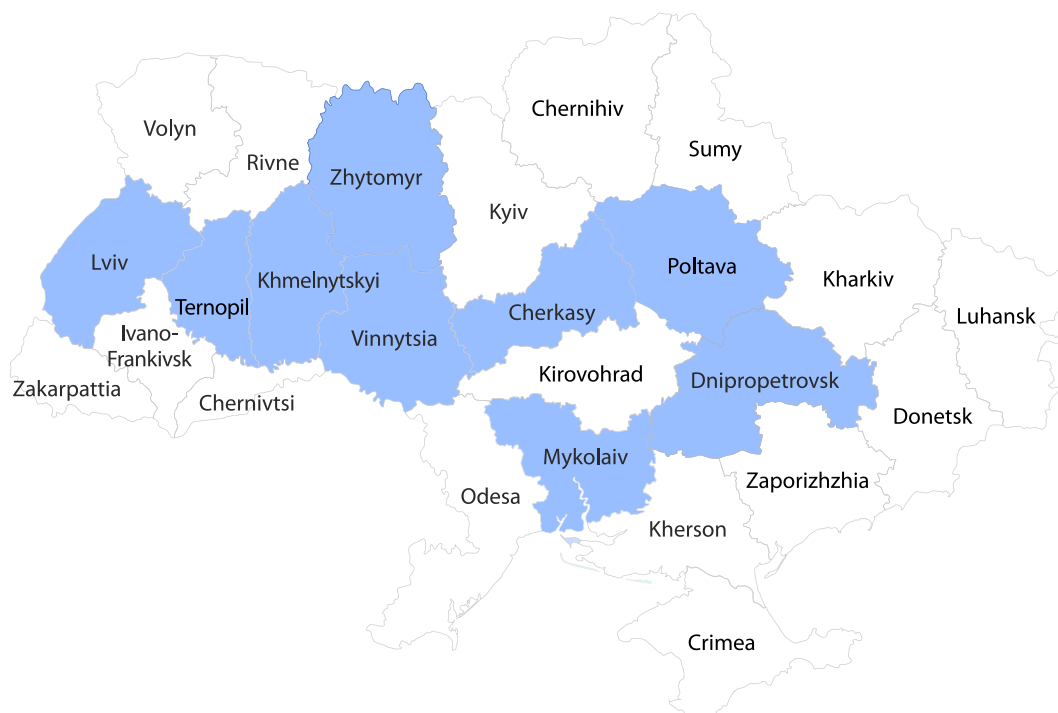 Chernihiv
Volyn
Sumy
Rivne
Zhytomyr
Kyiv
Lviv
Poltava
Khmelnytskyi
Kharkiv
Ternopil
Cherkasy
Luhansk
Ivano-
Frankivsk
Vinnytsia
Kirovohrad
Dnipropetrovsk
Zakarpattia
Chernivtsi
Donetsk
Mykolaiv
Zaporizhzhia
Odesa
Kherson
Crimea